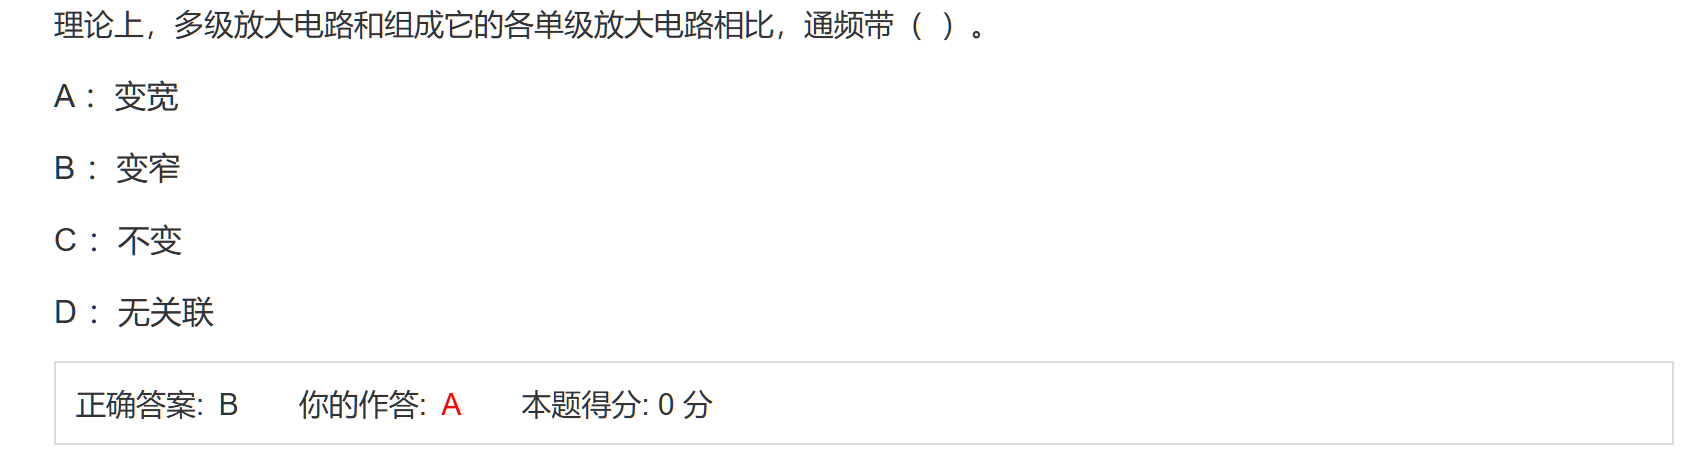 理论上，多级放大电路和组成它的各单级放大电路相比，通频带（ ）。
A： 变宽
B： 变窄
C： 不变
D： 无关联
正确答案: B 你的作答: A 本题得分: 0 分